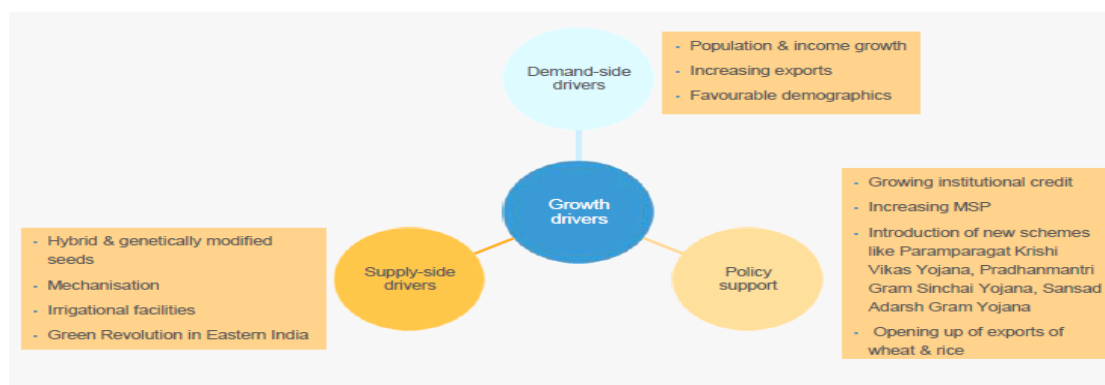 Demand-side
drivers
- Population & income growth
- Increasing exports
- Favourable demographics
Growth
drivers
Supply-side
drivers
- Hybrid & genetically modified
seeds
- Mechanisation
- Irrigational facilities
- Green Revolution in Eastern India
Policy
support
- Growing institutional credit
- Increasing MSP
- Introduction of new schemes
like Paramparagat Krishi
Vikas Yojana, Pradhanmantri
Gram Sinchai Yojana, Sansad
Adarsh Gram Yojana
- Opening up of exports of
wheat & rice